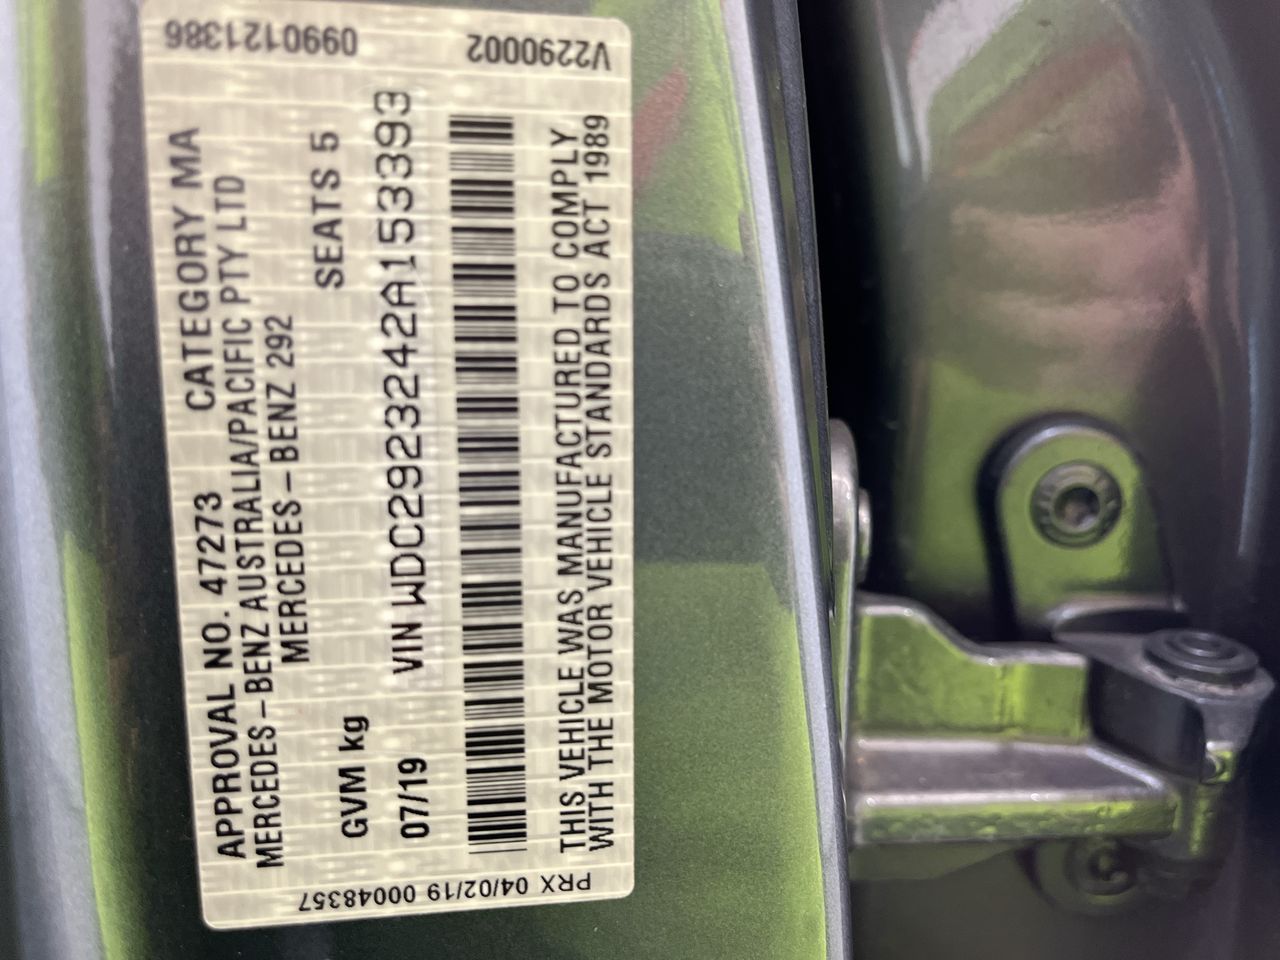 APPROVAL NO. 47273 CATEGORY MA
MERCEDES-BENZ AUSTRALIA/PACIFIC PTY LTD
MERCEDES-BENZ 292
GVM kg SEATS 5
07/19 VIN WDC2923242A153393
THIS VEHICLE WAS MANUFACTURED TO COMPLY
WITH THE MOTOR VEHICLE STANDARDS ACT 1989
0990121386 V2290002
PRX 04/02/19 00048357